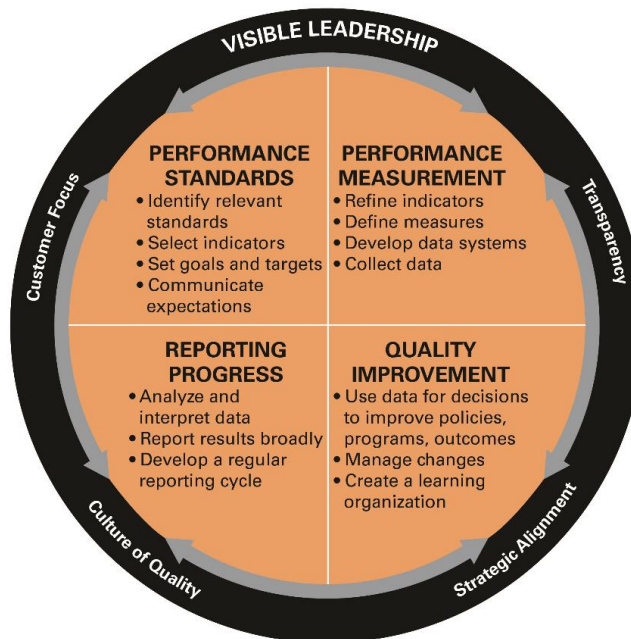 VISIBLE LEADERSHIP
Customer Focus
Transparency
PERFORMANCE
STANDARDS
• Identify relevant
standards
• Select indicators
• Set goals and targets
• Communicate
expectations
PERFORMANCE
MEASUREMENT
• Refine indicators
• Define measures
• Develop data systems
• Collect data
REPORTING
PROGRESS
• Analyze and
interpret data
• Report results broadly
• Develop a regular
reporting cycle
QUALITY
IMPROVEMENT
• Use data for decisions
to improve policies,
programs, outcomes
• Manage changes
• Create a learning
organization
Culture of Quality
Strategic Alignment